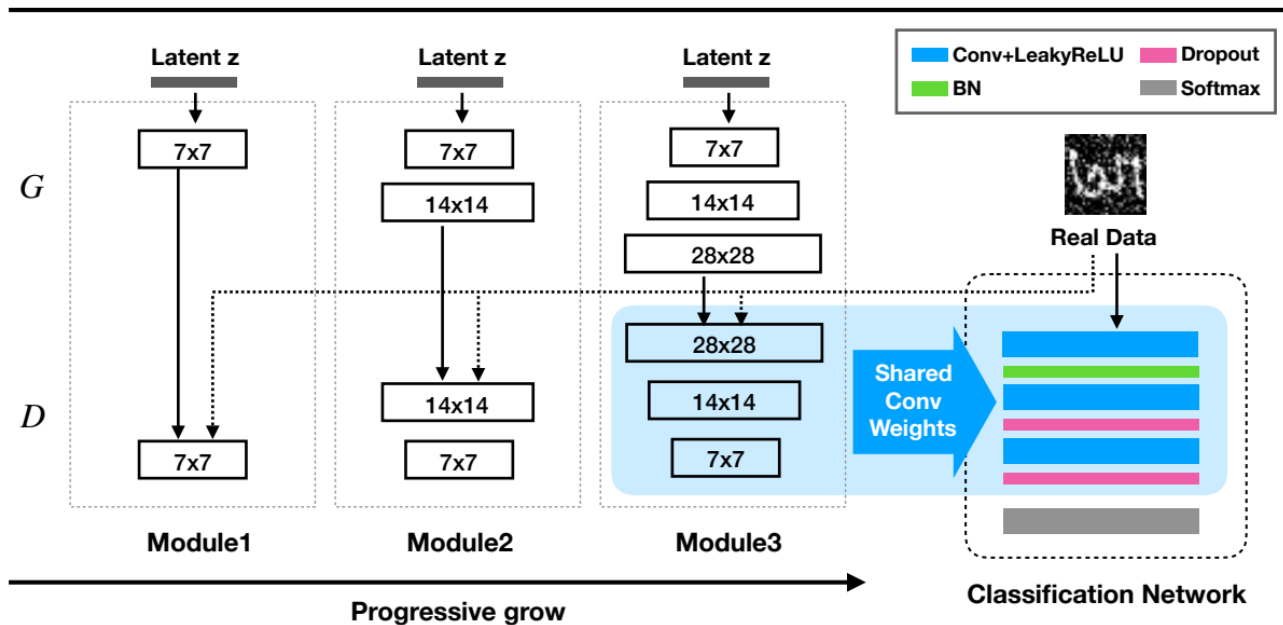 Latent z
Latent z
Latent z
Conv+LeakyReLU
Dropout
BN
Softmax
G
7x7
7x7
14x14
7x7
14x14
28x28
Real Data
D
7x7
14x14
7x7
28x28
14x14
7x7
Shared
Conv
Weights
Module1
Module2
Module3
Progressive grow
Classification Network